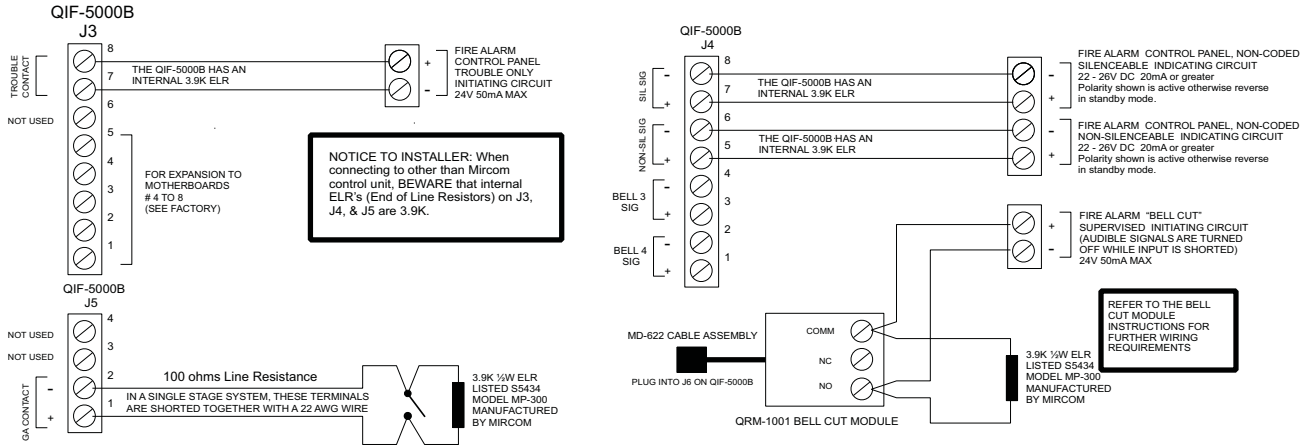 QIF-5000B
J3
TROUBLE
CONTACT
NOT USED
8
7
6
5
4
3
2
1
THE QIF-5000B HAS AN
INTERNAL 3.9K ELR
+
-
FIRE ALARM
CONTROL PANEL
TROUBLE ONLY
INITIATING CIRCUIT
24V 50mA MAX
FOR EXPANSION TO
MOTHERBOARDS
# 4 TO 8
(SEE FACTORY)
NOTICE TO INSTALLER: When
connecting to other than Mircom
control unit, BEWARE that internal
ELR's (End of Line Resistors) on J3,
J4, & J5 are 3.9K.
QIF-5000B
J5
NOT USED
NOT USED
GA CONTACT
-
+
4
3
2
1
100 ohms Line Resistance
IN A SINGLE STAGE SYSTEM, THESE TERMINALS
ARE SHORTED TOGETHER WITH A 22 AWG WIRE
3.9K ½W ELR
LISTED S5434
MODEL MP-300
MANUFACTURED
BY MIRCOM
QIF-5000B
J4
SIL SIG
-
+
NON-SIL SIG
-
+
BELL 3
SIG
-
+
BELL 4
SIG
-
+
8
7
6
5
4
3
2
1
THE QIF-5000B HAS AN
INTERNAL 3.9K ELR
THE QIF-5000B HAS AN
INTERNAL 3.9K ELR
-
+
FIRE ALARM CONTROL PANEL, NON-CODED
SILENCEABLE INDICATING CIRCUIT
22 - 26V DC 20mA or greater
Polarity shown is active otherwise reverse
in standby mode.
-
+
FIRE ALARM CONTROL PANEL, NON-CODED
NON-SILENCEABLE INDICATING CIRCUIT
22 - 26V DC 20mA or greater
Polarity shown is active otherwise reverse
in standby mode.
+
-
FIRE ALARM "BELL CUT"
SUPERVISED INITIATING CIRCUIT
(AUDIBLE SIGNALS ARE TURNED
OFF WHILE INPUT IS SHORTED)
24V 50mA MAX
REFER TO THE BELL
CUT MODULE
INSTRUCTIONS FOR
FURTHER WIRING
REQUIREMENTS
MD-622 CABLE ASSEMBLY
PLUG INTO J6 ON QIF-5000B
COMM
NC
NO
QRM-1001 BELL CUT MODULE
3.9K ½W ELR
LISTED S5434
MODEL MP-300
MANUFACTURED
BY MIRCOM